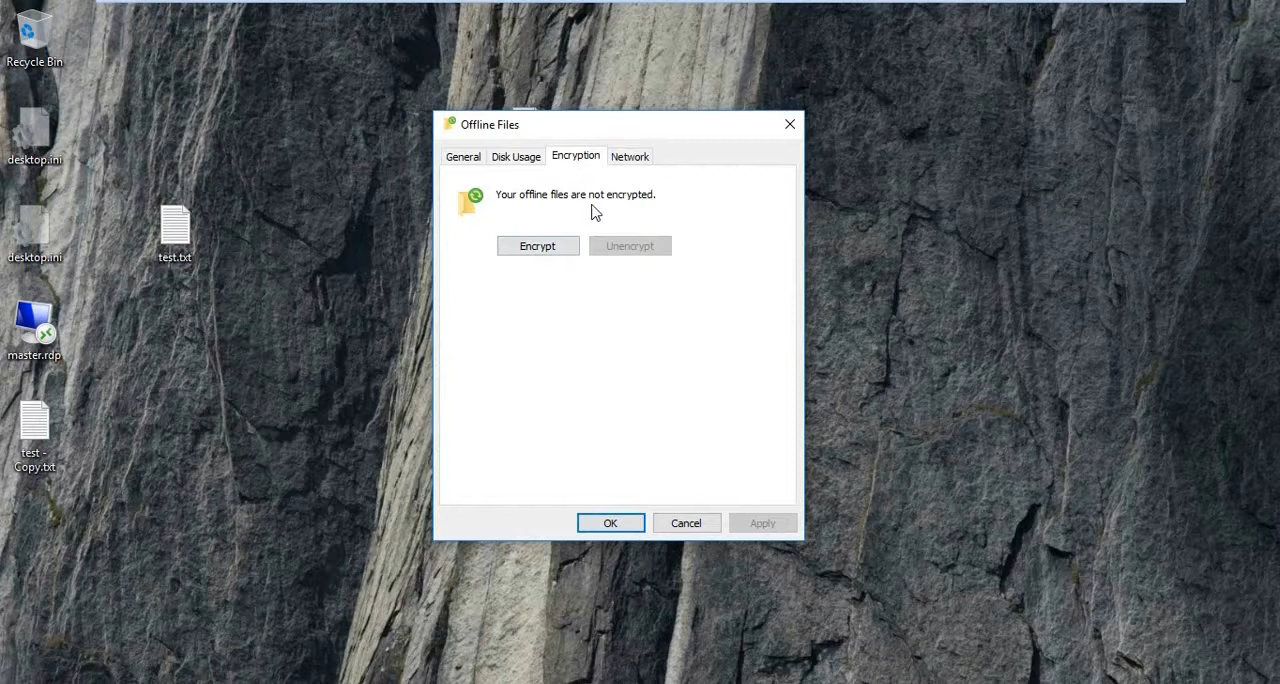 Recycle Bin
desktop.ini
desktop.ini
test.txt
master.rdp
test -
Copy.txt
Offline Files
General Disk Usage Encryption Network
Your offline files are not encrypted.
Encrypt Unencrypt
OK Cancel Apply